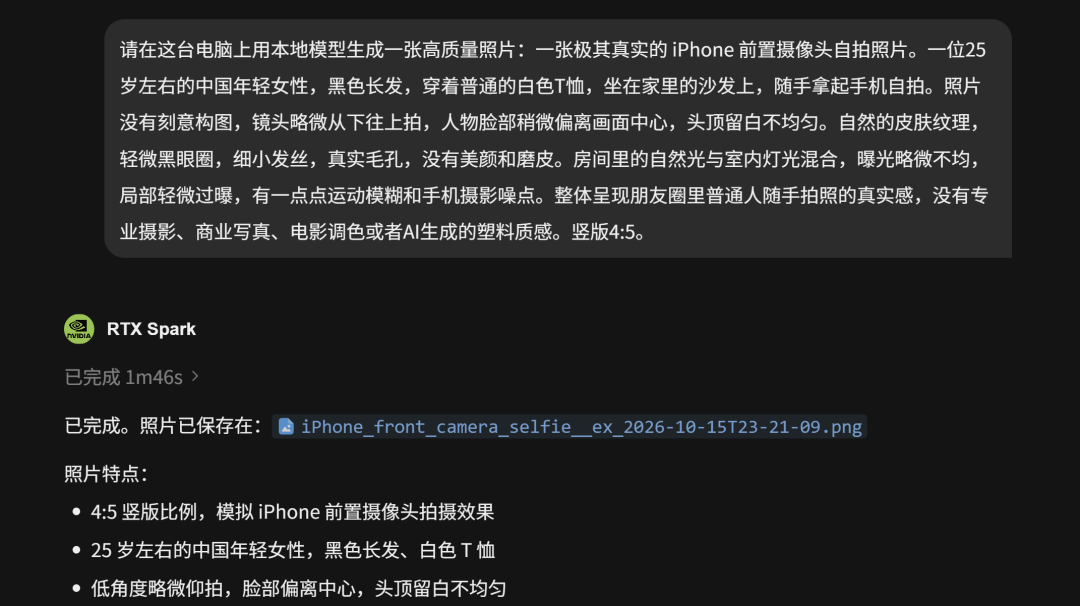 请在这台电脑上用本地模型生成一张高质量照片：一张极其真实的 iPhone 前置摄像头自拍照片。一位25
岁左右的中国年轻女性，黑色长发，穿着普通的白色T恤，坐在家里的沙发上，随手拿起手机自拍。照片
没有刻意构图，镜头略微从下往上拍，人物脸部稍微偏离画面中心，头顶留白不均匀。自然的皮肤纹理，
轻微黑眼圈，细小发丝，真实毛孔，没有美颜和磨皮。房间里的自然光与室内灯光混合，曝光略微不均，
局部轻微过曝，有一点点运动模糊和手机摄影噪点。整体呈现朋友圈里普通人随手拍照的真实感，没有专
业摄影、商业写真、电影调色或者AI生成的塑料质感。竖版4:5。
NVIDIA
RTX Spark
已完成 1m46s
已完成。照片已保存在：iPhone_front_camera_selfie__ex_2026-10-15T23-21-09.png
照片特点：
• 4:5 竖版比例，模拟 iPhone 前置摄像头拍摄效果
• 25 岁左右的中国年轻女性，黑色长发、白色 T 恤
• 低角度略微仰拍，脸部偏离中心，头顶留白不均匀